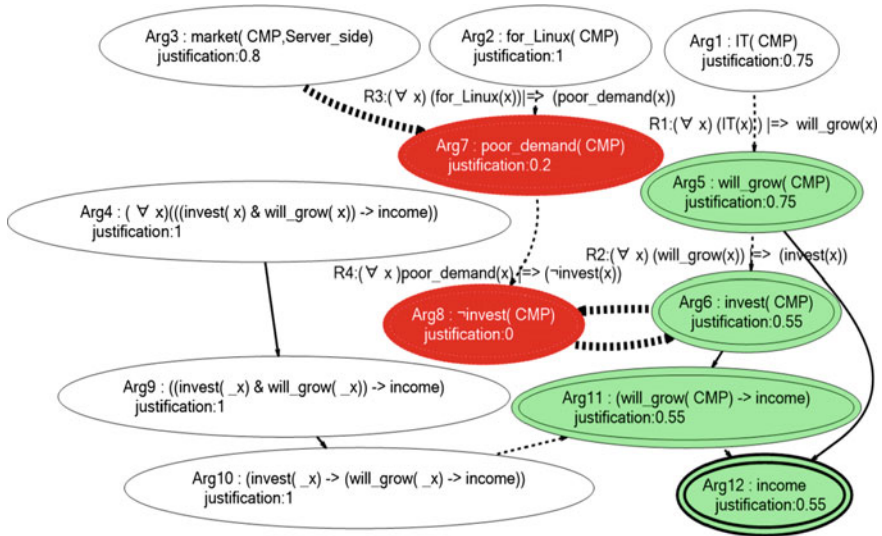 Arg3 : market( CMP,Server_side)
justification:0.8
Arg2 : for_Linux( CMP)
justification:1
Arg1 : IT( CMP)
justification:0.75
R3:(∀ x) (for_Linux(x))|=> (poor_demand(x))
R1:(∀ x) (IT(x)) |=> will_grow(x)
Arg7 : poor_demand( CMP)
justification:0.2
Arg5 : will_grow( CMP)
justification:0.75
Arg4 : ( ∀ x)(((invest( x) & will_grow( x)) -> income))
justification:1
R2:(∀ x) (will_grow(x)) |=> (invest(x))
R4:(∀ x )poor_demand(x) |=> (¬invest(x))
Arg8 : ¬invest( CMP)
justification:0
Arg6 : invest( CMP)
justification:0.55
Arg9 : ((invest( _x) & will_grow( _x)) -> income)
justification:1
Arg11 : (will_grow( CMP) -> income)
justification:0.55
Arg10 : (invest( _x) -> (will_grow( _x) -> income))
justification:1
Arg12 : income
justification:0.55